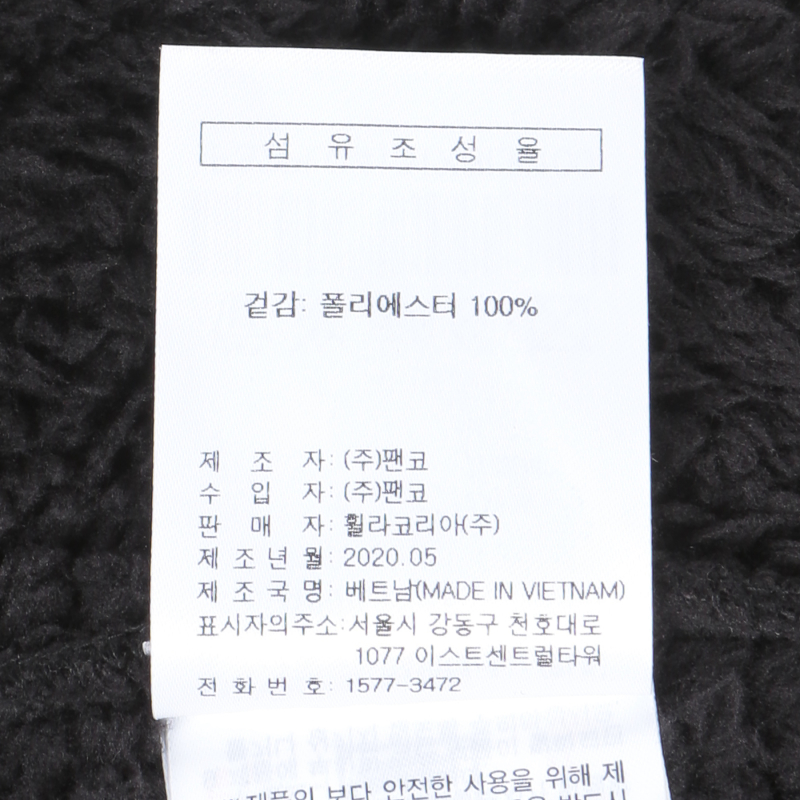 섬 유 조 성 율
겉감: 폴리에스터 100%
제 조 자: (주)팬코
수 입 자: (주)팬코
판 매 자: 휠라코리아(주)
제 조 년 월: 2020.05
제 조 국 명: 베트남(MADE IN VIETNAM)
표시자의주소: 서울시 강동구 천호대로
1077 이스트센트럴타워
전 화 번 호: 1577-3472
제품의 보다 안전한 사용을 위해 제